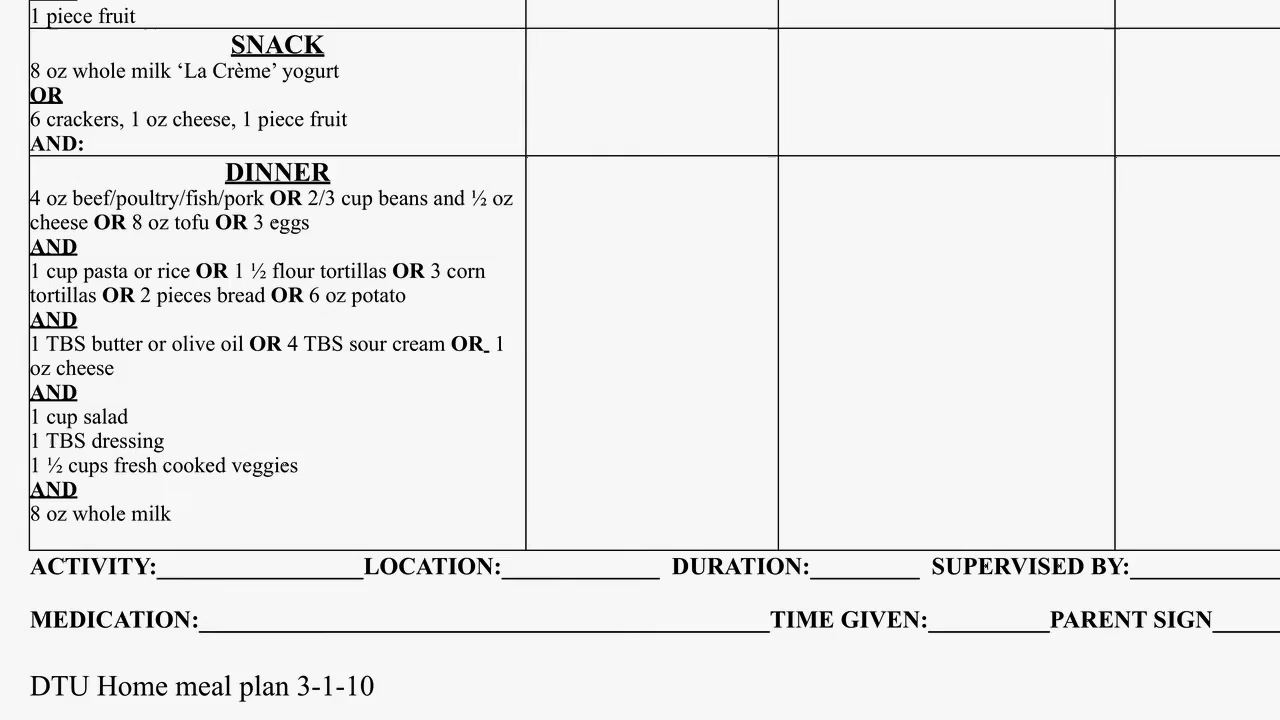 1 piece fruit
SNACK
8 oz whole milk ‘La Crème’ yogurt
OR
6 crackers, 1 oz cheese, 1 piece fruit
AND:
DINNER
4 oz beef/poultry/fish/pork OR 2/3 cup beans and ½ oz
cheese OR 8 oz tofu OR 3 eggs
AND
1 cup pasta or rice OR 1 ½ flour tortillas OR 3 corn
tortillas OR 2 pieces bread OR 6 oz potato
AND
1 TBS butter or olive oil OR 4 TBS sour cream OR 1
oz cheese
AND
1 cup salad
1 TBS dressing
1 ½ cups fresh cooked veggies
AND
8 oz whole milk
ACTIVITY:_________________LOCATION:_____________ DURATION:_________ SUPERVISED BY:____________
MEDICATION:_______________________________________________TIME GIVEN:__________PARENT SIGN______
DTU Home meal plan 3-1-10